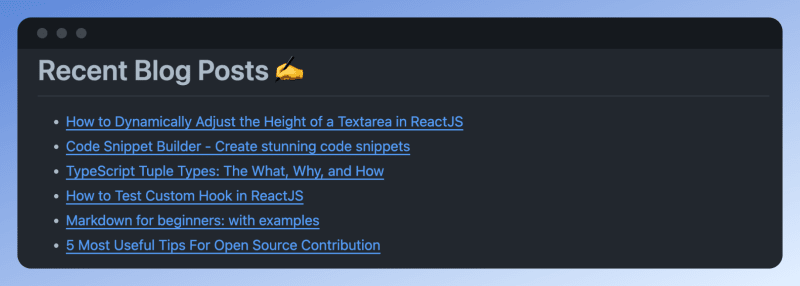 Recent Blog Posts ✍️
How to Dynamically Adjust the Height of a Textarea in ReactJS
Code Snippet Builder - Create stunning code snippets
TypeScript Tuple Types: The What, Why, and How
How to Test Custom Hook in ReactJS
Markdown for beginners: with examples
5 Most Useful Tips For Open Source Contribution